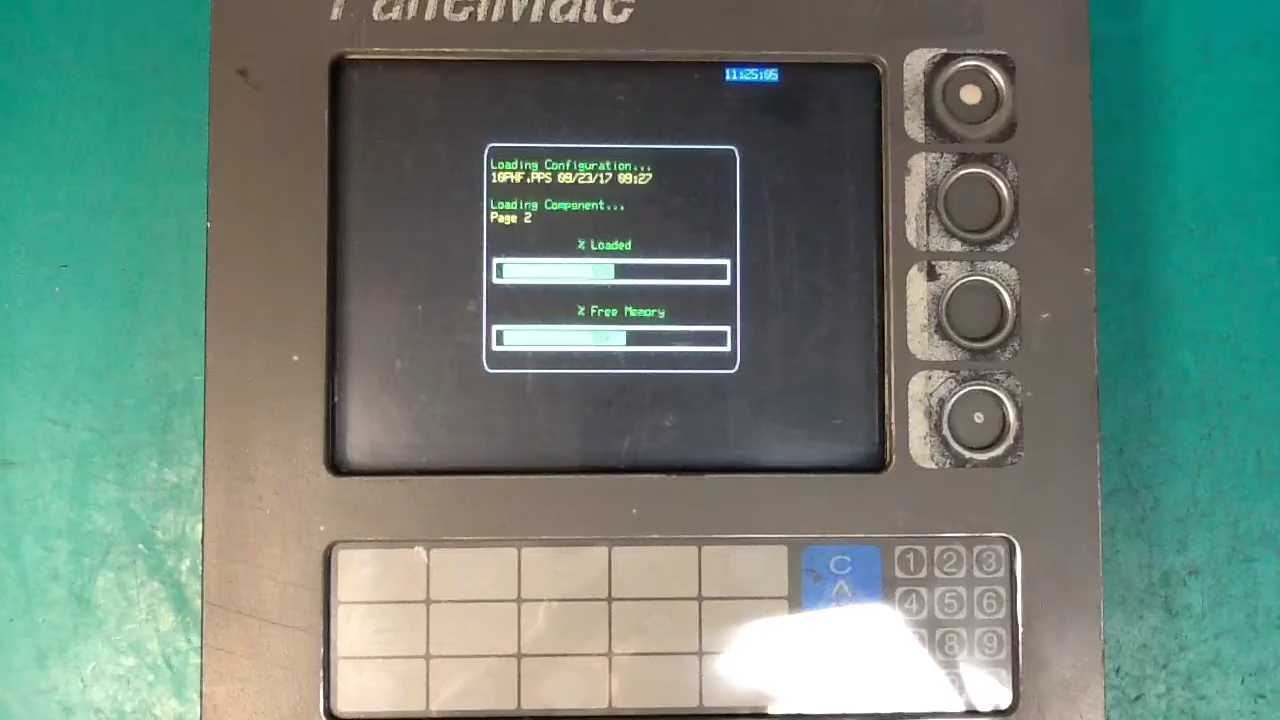 PanelMate
11:25:05
Loading Configuration...
10PHF.PPS 09/23/17 09:27
Loading Component...
Page 2
% Loaded
% Free Memory
C
A
1 2 3
4 5 6
8 9